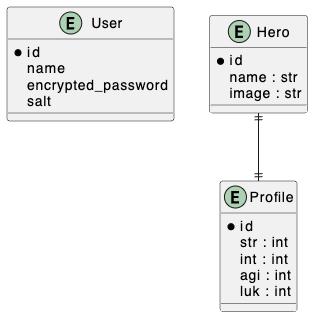 E User
id
name
encrypted_password
salt
E Hero
id
name : str
image : str
E Profile
id
str : int
int : int
agi : int
luk : int